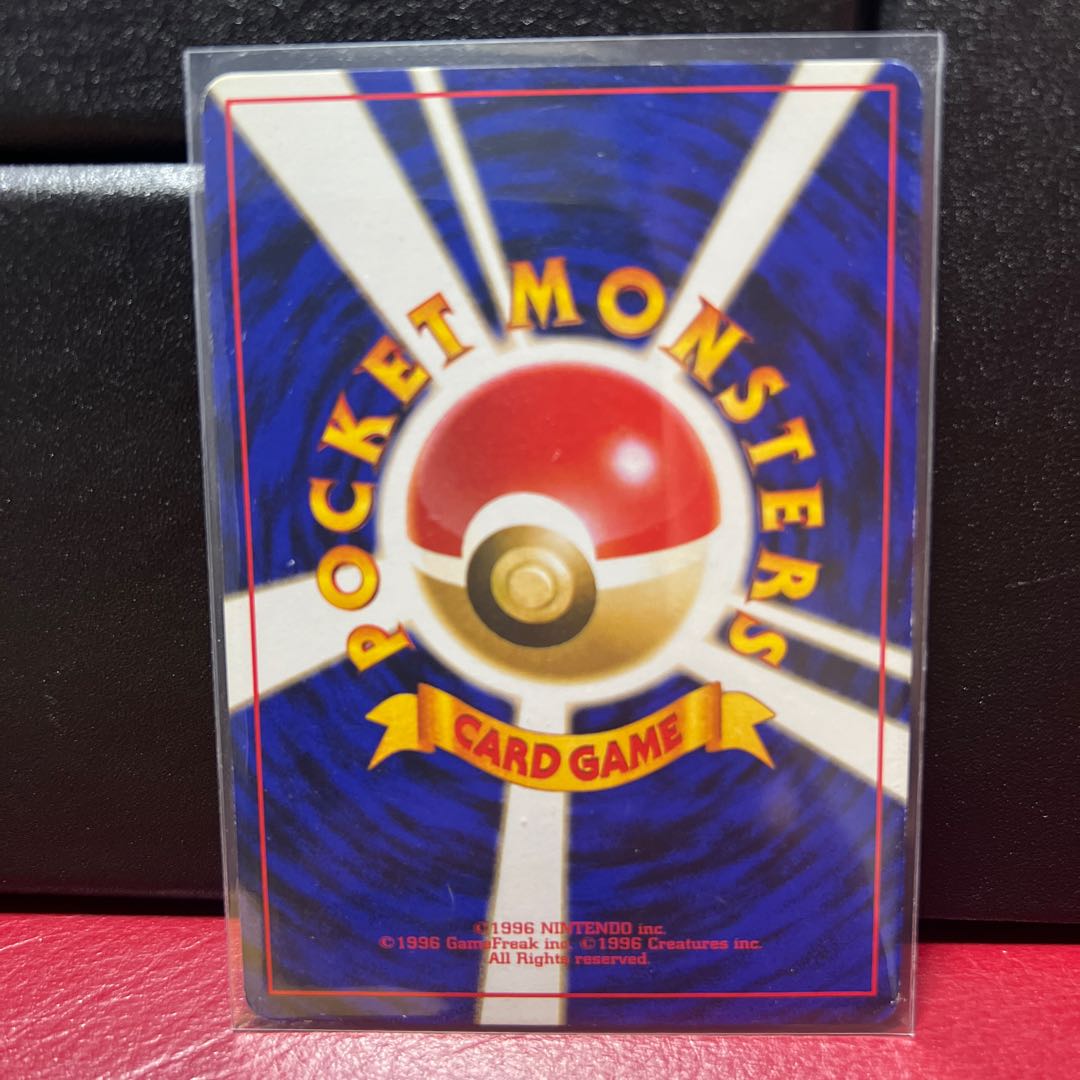 POCKET MONSTERS
CARD GAME
©1996 NINTENDO inc.
©1996 GameFreak inc. ©1996 Creatures inc.
All Rights reserved.